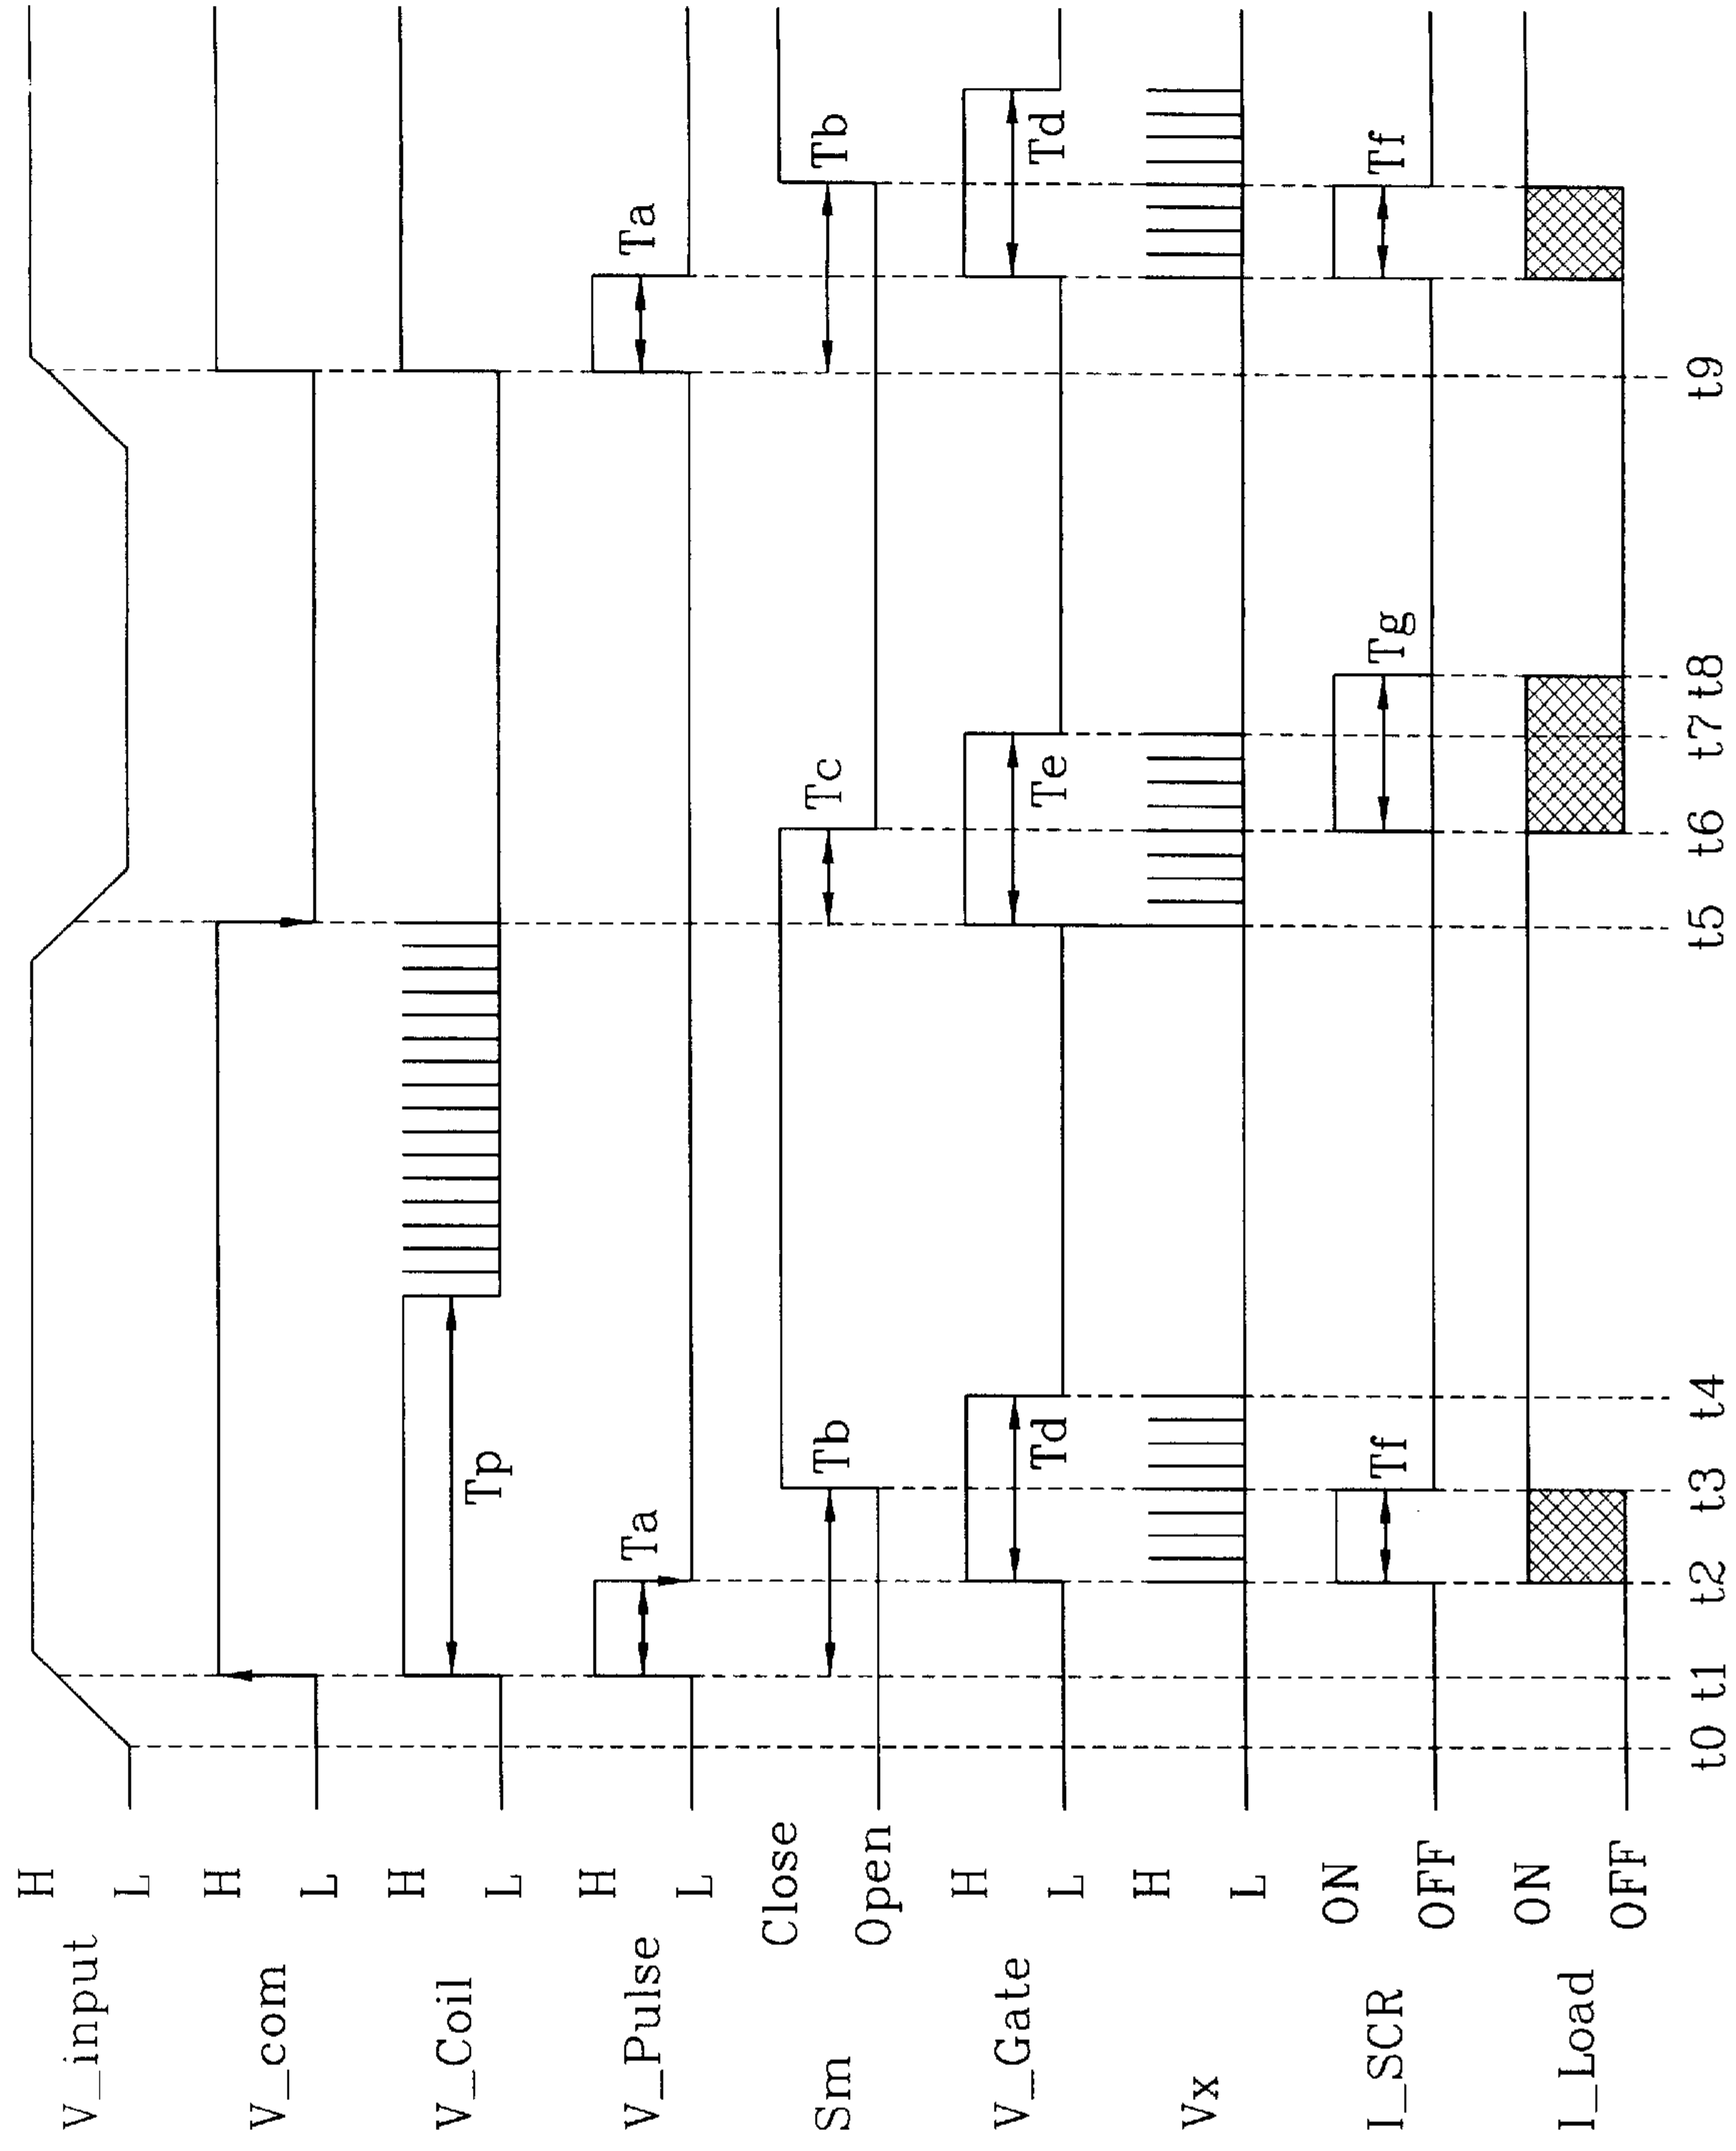 V_input H
L
V_com H
L
V_Coil H
L
Tp
V_Pulse H
L
Ta Ta
Sm Close
Open
Tb Tc Tb
V_Gate H
L
Td Te Td
Vx H
L
I_SCR ON
OFF
Tf Tg Tf
I_Load ON
OFF
t0 t1 t2 t3 t4 t5 t6 t7 t8 t9